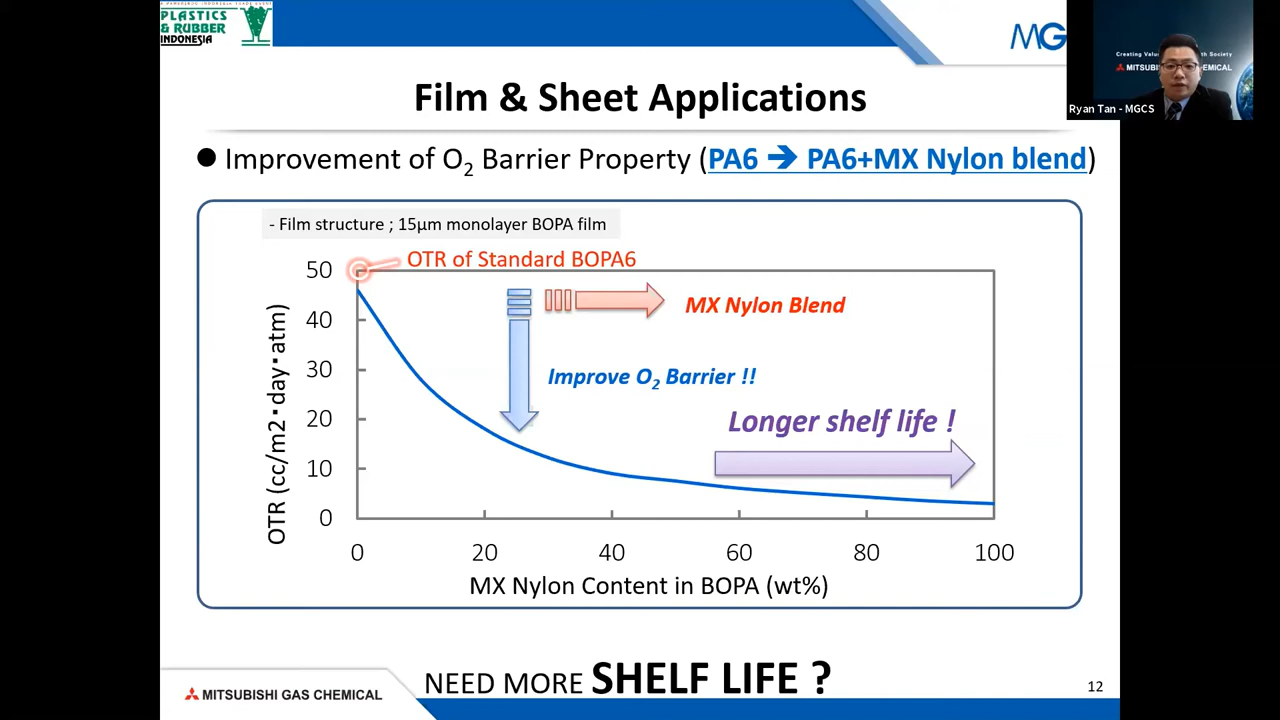 PLASTICS
& RUBBER
INDONESIA
MG
Creating Value
Society
MITSUBISHI
CHEMICAL
Ryan Tan - MGCS
Film & Sheet Applications
● Improvement of O2 Barrier Property (PA6 ➔ PA6+MX Nylon blend)
- Film structure ; 15μm monolayer BOPA film
OTR of Standard BOPA6
MX Nylon Blend
Improve O2 Barrier !!
Longer shelf life !
OTR (cc/m2・day・atm)
50
40
30
20
10
0
0 20 40 60 80 100
MX Nylon Content in BOPA (wt%)
NEED MORE SHELF LIFE ?
MITSUBISHI GAS CHEMICAL
12